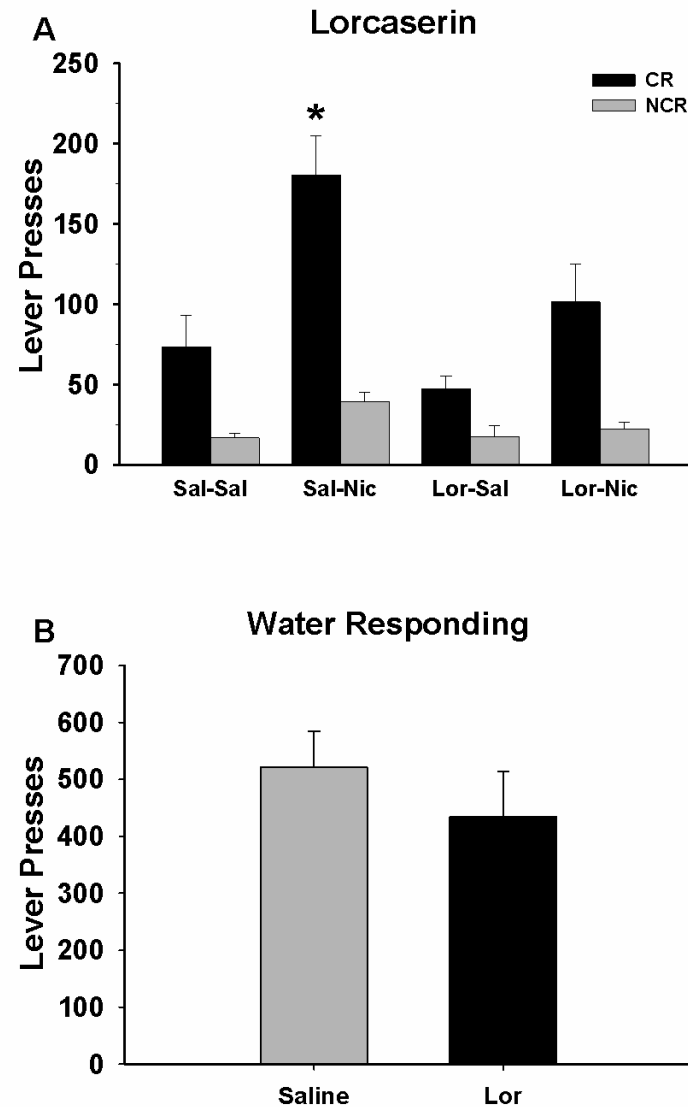 A
Lorcaserin
250
200
150
100
50
0
Lever Presses
CR
NCR
*
Sal-Sal
Sal-Nic
Lor-Sal
Lor-Nic
B
Water Responding
700
600
500
400
300
200
100
0
Lever Presses
Saline
Lor